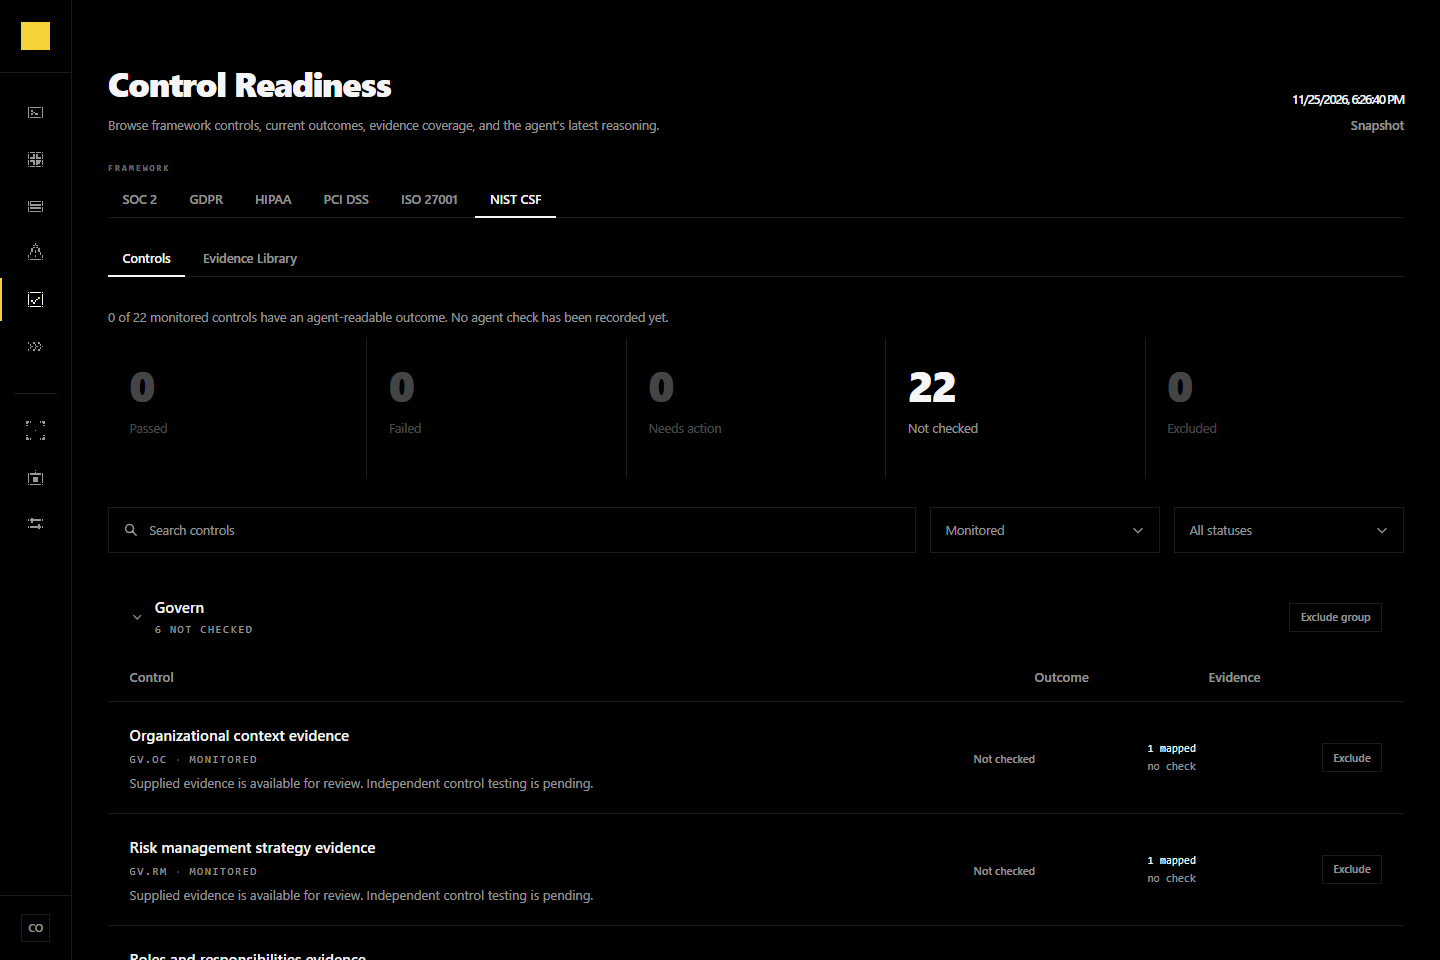 Control Readiness
11/25/2026, 6:26:40 PM
Browse framework controls, current outcomes, evidence coverage, and the agent's latest reasoning.
Snapshot
FRAMEWORK
SOC 2 GDPR HIPAA PCI DSS ISO 27001 NIST CSF
Controls Evidence Library
0 of 22 monitored controls have an agent-readable outcome. No agent check has been recorded yet.
0 0 0 22 0
Passed Failed Needs action Not checked Excluded
Search controls Monitored All statuses
Govern
6 NOT CHECKED
Exclude group
Control Outcome Evidence
Organizational context evidence
GV.OC · MONITORED
Supplied evidence is available for review. Independent control testing is pending.
Not checked
1 mapped
no check
Exclude
Risk management strategy evidence
GV.RM · MONITORED
Supplied evidence is available for review. Independent control testing is pending.
Not checked
1 mapped
no check
Exclude
Roles and responsibilities evidence
CO